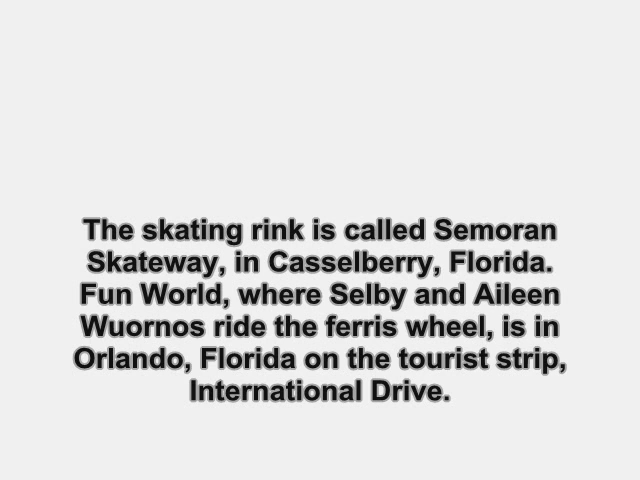 The skating rink is called Semoran
Skateway, in Casselberry, Florida.
Fun World, where Selby and Aileen
Wuornos ride the ferris wheel, is in
Orlando, Florida on the tourist strip,
International Drive.